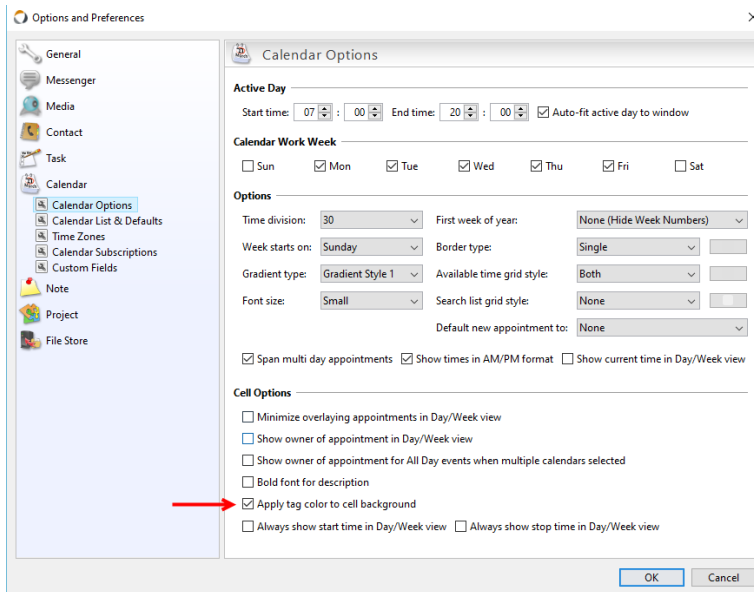 Options and Preferences
General
Messenger
Media
Contact
Task
Calendar
Calendar Options
Calendar List & Defaults
Time Zones
Calendar Subscriptions
Custom Fields
Note
Project
File Store
Calendar Options
Active Day
Start time: 07 : 00 End time: 20 : 00 Auto-fit active day to window
Calendar Work Week
Sun Mon Tue Wed Thu Fri Sat
Options
Time division: 30 First week of year: None (Hide Week Numbers)
Week starts on: Sunday Border type: Single
Gradient type: Gradient Style 1 Available time grid style: Both
Font size: Small Search list grid style: None
Default new appointment to: None
Span multi day appointments Show times in AM/PM format Show current time in Day/Week view
Cell Options
Minimize overlaying appointments in Day/Week view
Show owner of appointment in Day/Week view
Show owner of appointment for All Day events when multiple calendars selected
Bold font for description
Apply tag color to cell background
Always show start time in Day/Week view Always show stop time in Day/Week view
OK Cancel